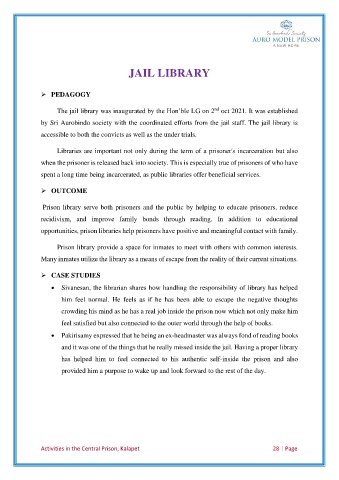 Sri Aurobindo Society
AURO MODEL PRISON
A NEW HOPE
JAIL LIBRARY
➢ PEDAGOGY
The jail library was inaugurated by the Hon'ble LG on 2nd oct 2021. It was established
by Sri Aurobindo society with the coordinated efforts from the jail staff. The jail library is
accessible to both the convicts as well as the under trials.
Libraries are important not only during the term of a prisoner's incarceration but also
when the prisoner is released back into society. This is especially true of prisoners of who have
spent a long time being incarcerated, as public libraries offer beneficial services.
➢ OUTCOME
Prison library serve both prisoners and the public by helping to educate prisoners, reduce
recidivism, and improve family bonds through reading. In addition to educational
opportunities, prison libraries help prisoners have positive and meaningful contact with family.
Prison library provide a space for inmates to meet with others with common interests.
Many inmates utilize the library as a means of escape from the reality of their current situations.
➢ CASE STUDIES
• Sivanesan, the librarian shares how handling the responsibility of library has helped
him feel normal. He feels as if he has been able to escape the negative thoughts
crowding his mind as he has a real job inside the prison now which not only make him
feel satisfied but also connected to the outer world through the help of books.
• Pakirisamy expressed that he being an ex-headmaster was always fond of reading books
and it was one of the things that he really missed inside the jail. Having a proper library
has helped him to feel connected to his authentic self-inside the prison and also
provided him a purpose to wake up and look forward to the rest of the day.
Activities in the Central Prison, Kalapet 28 | Page